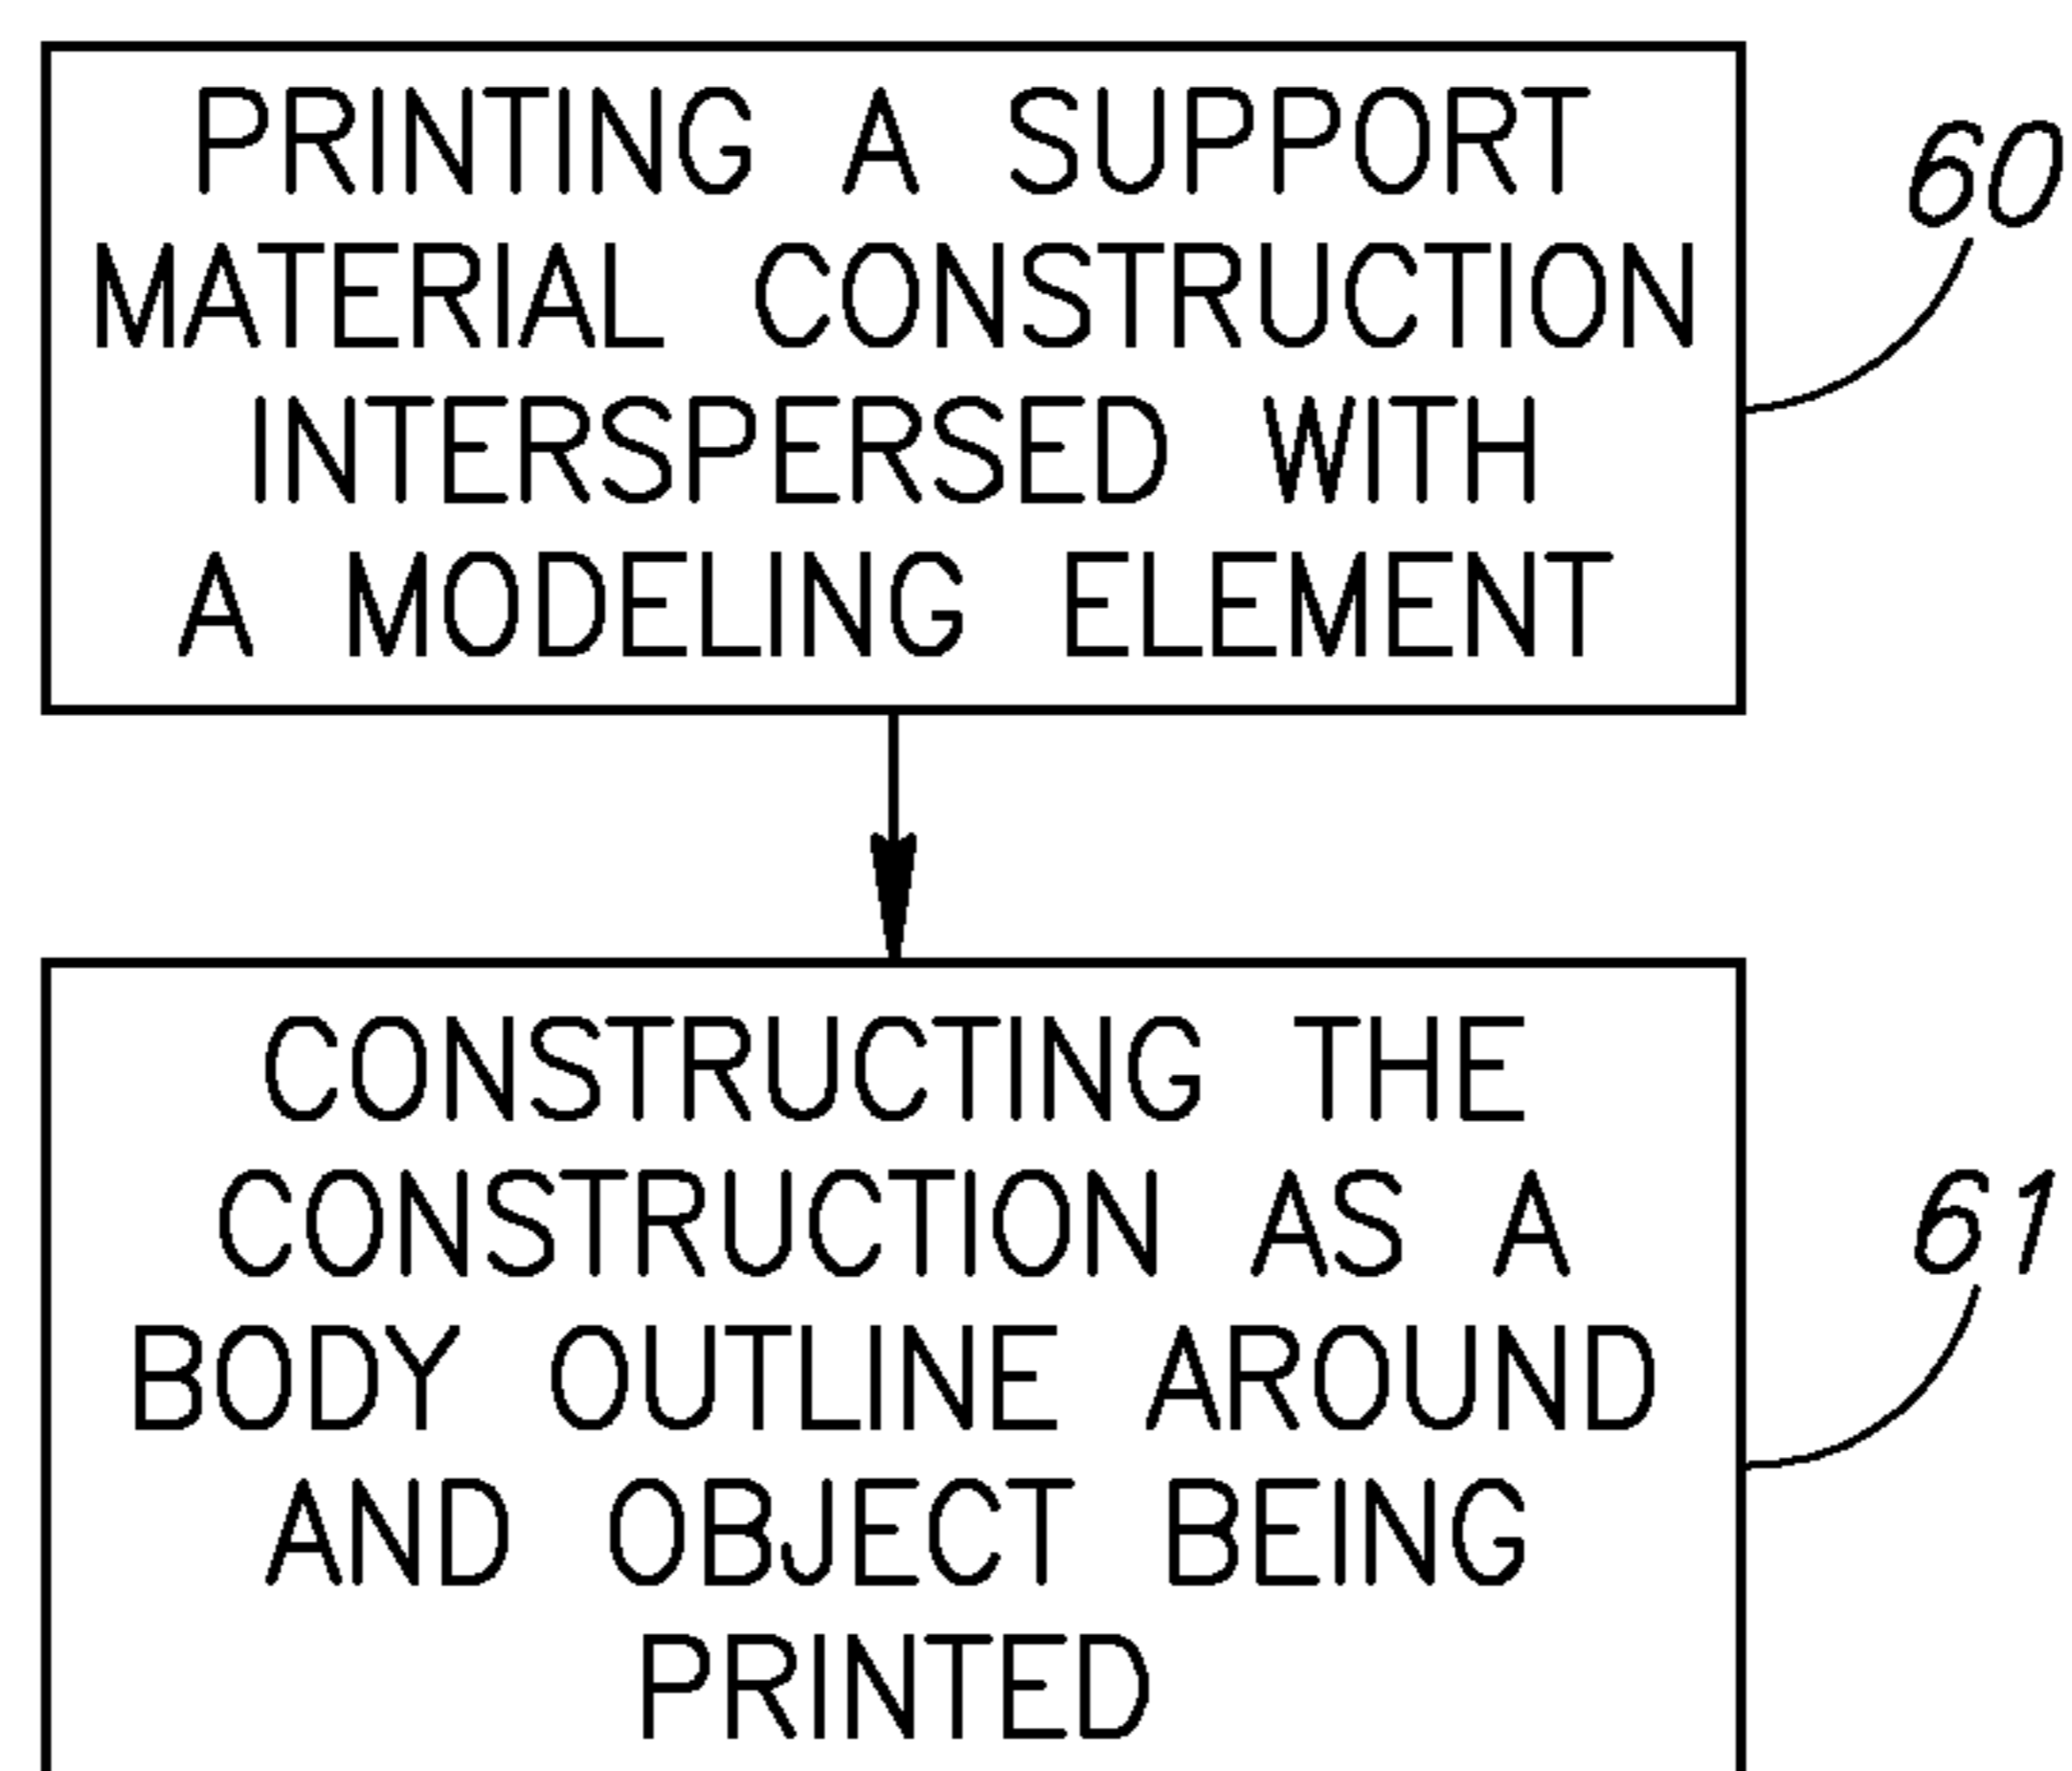 PRINTING A SUPPORT
60
MATERIAL CONSTRUCTION
INTERSPERSED WITH
A MODELING ELEMENT
CONSTRUCTING THE
CONSTRUCTION AS A
61
BODY OUTLINE AROUND
AND OBJECT BEING
PRINTED